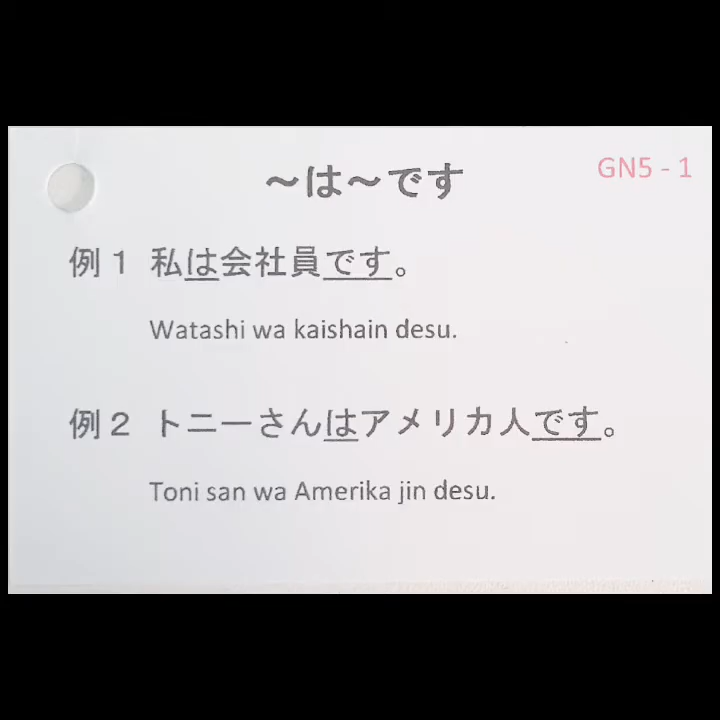 GN5 - 1
～は～です
例１ 私は会社員です。
Watashi wa kaishain desu.
例２ トニーさんはアメリカ人です。
Toni san wa Amerika jin desu.